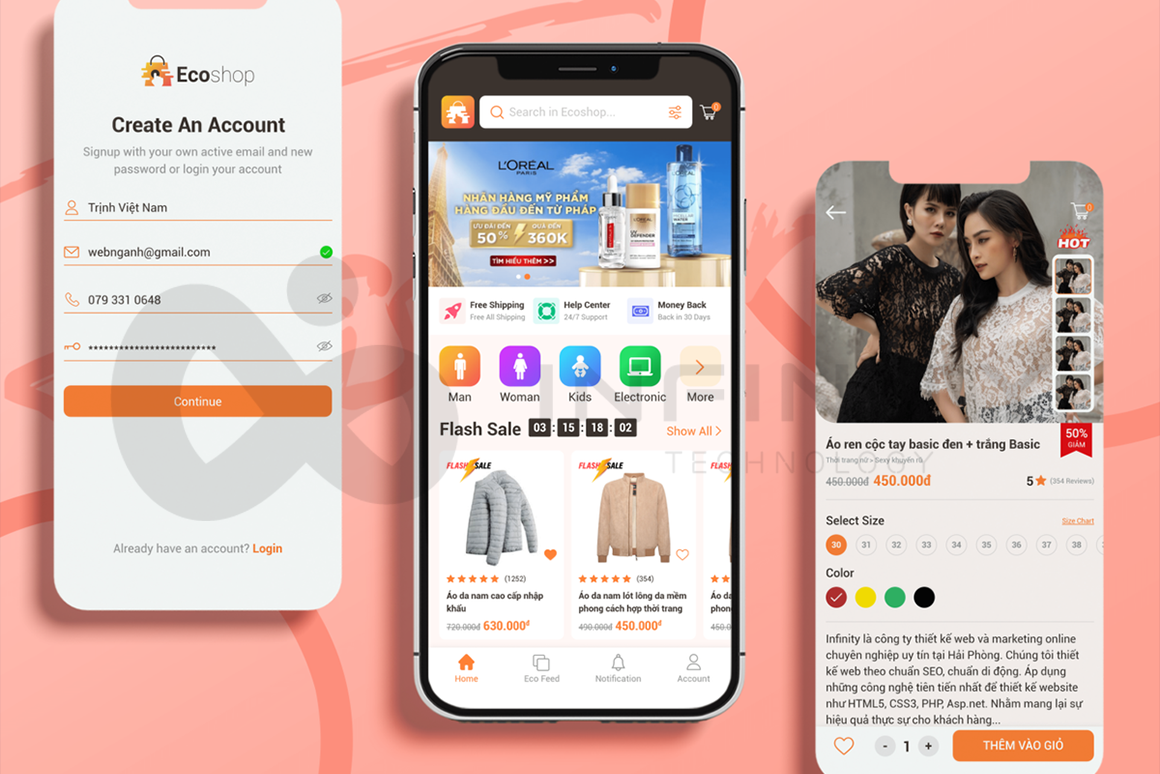 Ecoshop
Create An Account
Signup with your own active email and new
password or login your account
Trịnh Việt Nam
webnganh@gmail.com
079 331 0648
*************************
Continue
Already have an account? Login
Search in Ecoshop...
0
L'ORÉAL
PARIS
NHÃN HÀNG MỸ PHẨM
HÀNG ĐẦU ĐẾN TỪ PHÁP
ƯU ĐÃI ĐẾN
50%
QUÀ ĐẾN
360K
TÌM HIỂU THÊM >>
Free Shipping
Free All Shipping
Help Center
24/7 Support
Money Back
Back in 30 Days
Man
Woman
Kids
Electronic
More
Flash Sale
03 : 15 : 18 : 02
Show All
FLASH SALE
FLASH SALE
FLASH
(1252)
(354)
Áo da nam cao cấp nhập
khẩu
720.000đ 630.000đ
Áo da nam lót lông da mềm
phong cách hợp thời trang
490.000đ 450.000đ
Áo da
phon
450.0
Home
Eco Feed
Notification
Account
0
HOT
Áo ren cộc tay basic đen + trắng Basic
50%
GIẢM
Thời trang nữ > Sexy khuyến rũ
450.000đ 450.000đ
5 (354 Reviews)
Select Size
Size Chart
30 31 32 33 34 35 36 37 38
Color
Infinity là công ty thiết kế web và marketing online
chuyên nghiệp uy tín tại Hải Phòng. Chúng tôi thiết
kế web theo chuẩn SEO, chuẩn di động. Áp dụng
những công nghệ tiên tiến nhất để thiết kế website
như HTML5, CSS3, PHP, Asp.net. Nhằm mang lại sự
hiệu quả thực sự cho khách hàng...
- 1 +
THÊM VÀO GIỎ
INFIN
TECHNOLOGY